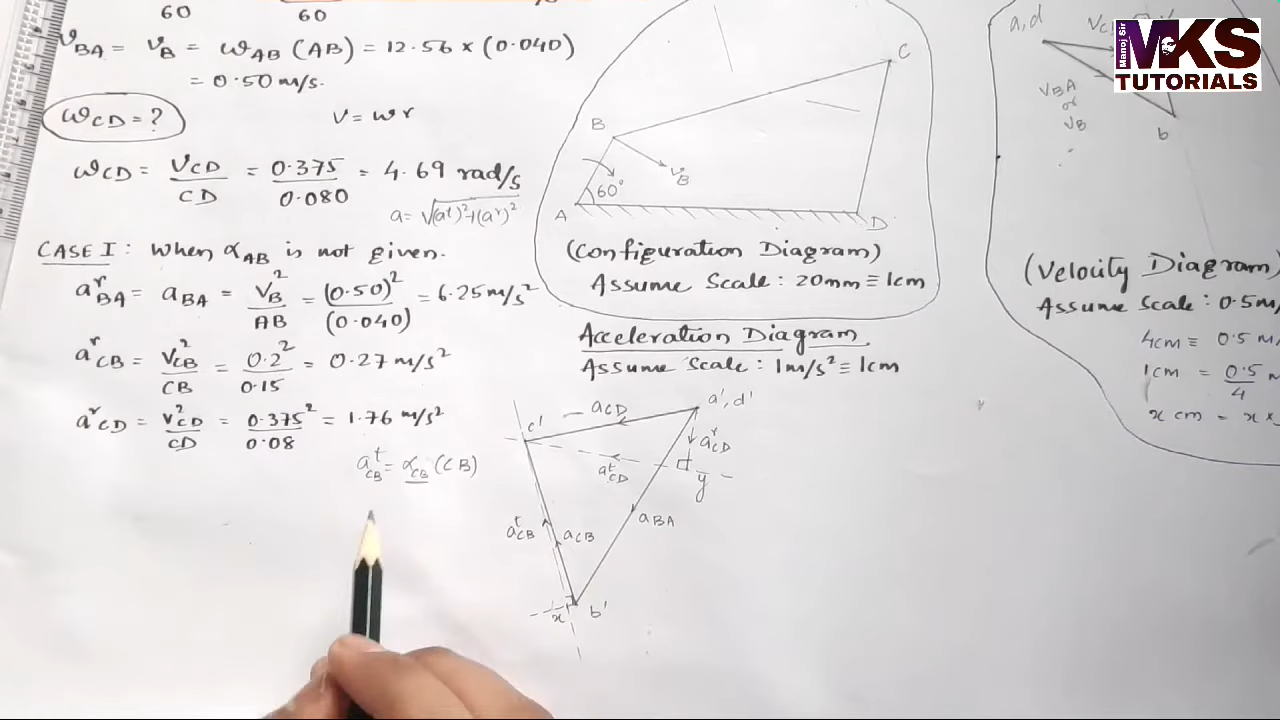 60
60
vBA = vB = ωAB (AB) = 12.56 × (0.040)
= 0.50 m/s.
ωCD = ?
v = ω r
ωCD = VCD / CD = 0.375 / 0.080 = 4.69 rad/s
a = √(aᵗ)²+(aʳ)²
CASE I : When αAB is not given.
aʳBA = aBA = VB² / AB = (0.50)² / (0.040) = 6.25 m/s²
aʳCB = VCB² / CB = 0.2² / 0.15 = 0.27 m/s²
aʳCD = V²CD / CD = 0.375² / 0.08 = 1.76 m/s²
aᵗCB = αCB (CB)
C
B
VB
60°
A
D
(Configuration Diagram)
Assume Scale : 20mm ≡ 1cm
Acceleration Diagram
Assume Scale : 1m/s² ≡ 1cm
a', d'
aCD
c'
aʳCD
aᵗCD
y
aBA
aᵗCB
aCB
x
b'
a, d
VBA
or
VB
b
(Velocity Diagram)
Assume Scale : 0.5m/
4cm ≡ 0.5 m/
1cm = 0.5 / 4
x cm = x ×
Manoj Sir
MKS
TUTORIALS